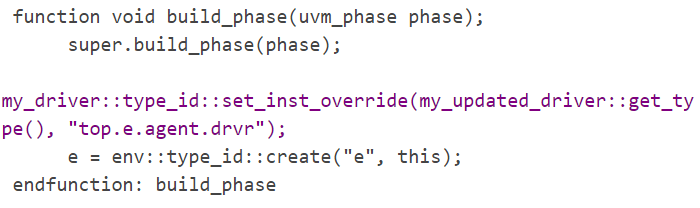 function void build_phase(uvm_phase phase);
super.build_phase(phase);
my_driver::type_id::set_inst_override(my_updated_driver::get_ty
pe(), "top.e.agent.drvr");
e = env::type_id::create("e", this);
endfunction: build_phase